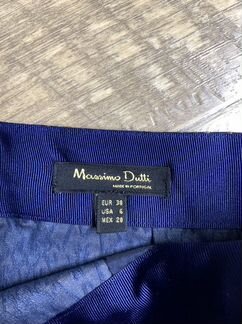 Massimo Dutti
MADE IN PORTUGAL
EUR 38
USA 6
MEX 28